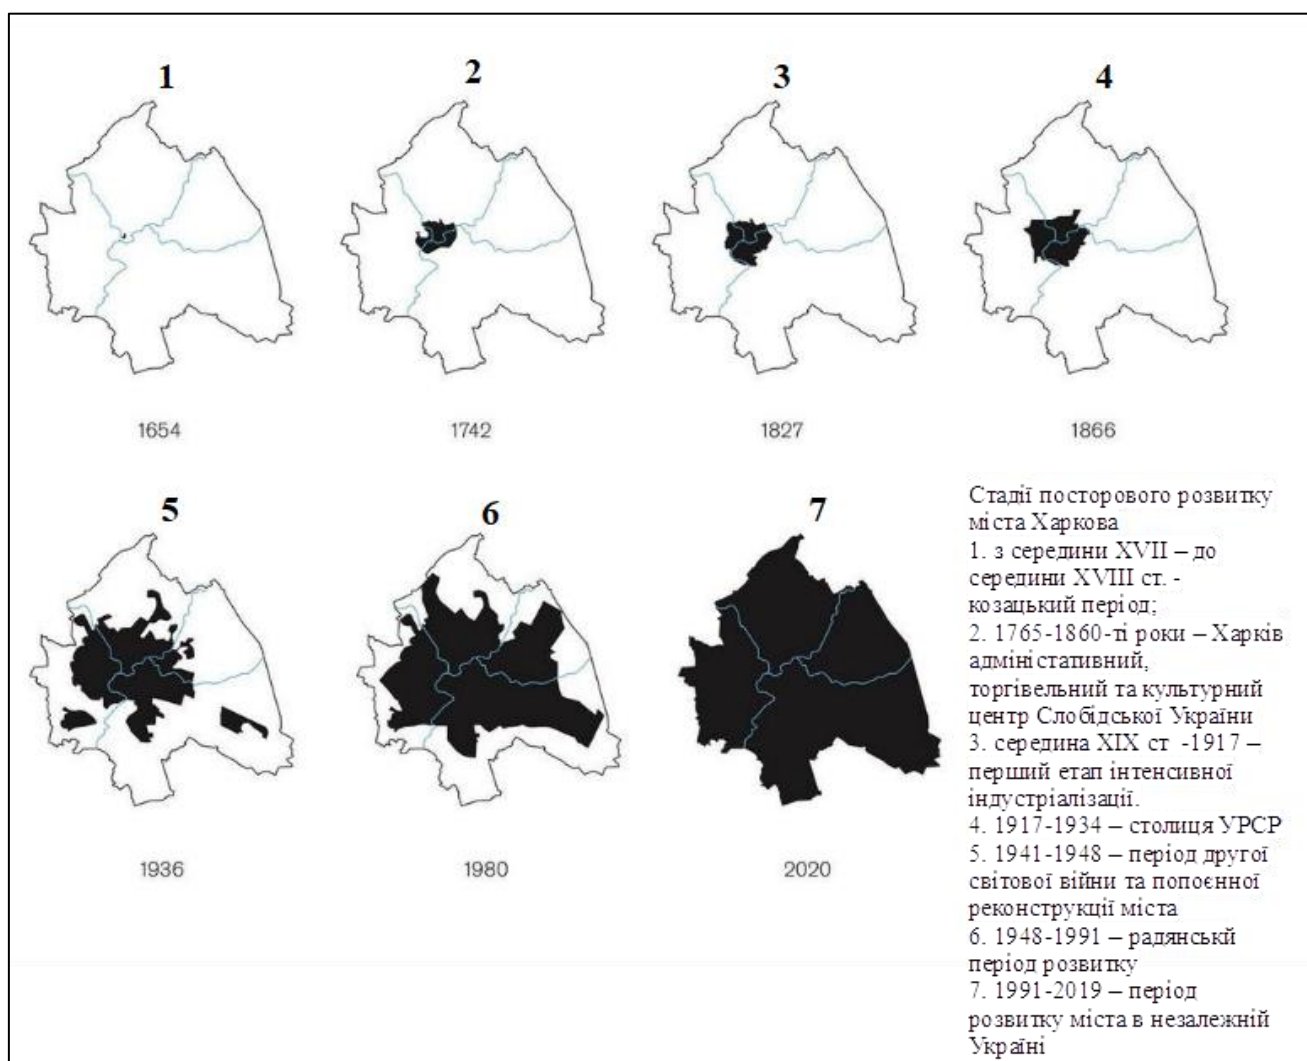 1
2
3
4
1654
1742
1827
1866
5
6
7
1936
1980
2020
Стадії посторового розвитку
міста Харкова
1. з середини XVII – до
середини XVIII ст. -
козацький період;
2. 1765-1860-ті роки – Харків
адміністативний,
торгівельний та культурний
центр Слобідської України
3. середина XIX ст -1917 –
перший етап інтенсивної
індустріалізації.
4. 1917-1934 – столиця УРСР
5. 1941-1948 – період другої
світової війни та попоєнної
реконструкції міста
6. 1948-1991 – радянськй
період розвитку
7. 1991-2019 – період
розвитку міста в незалежній
Україні